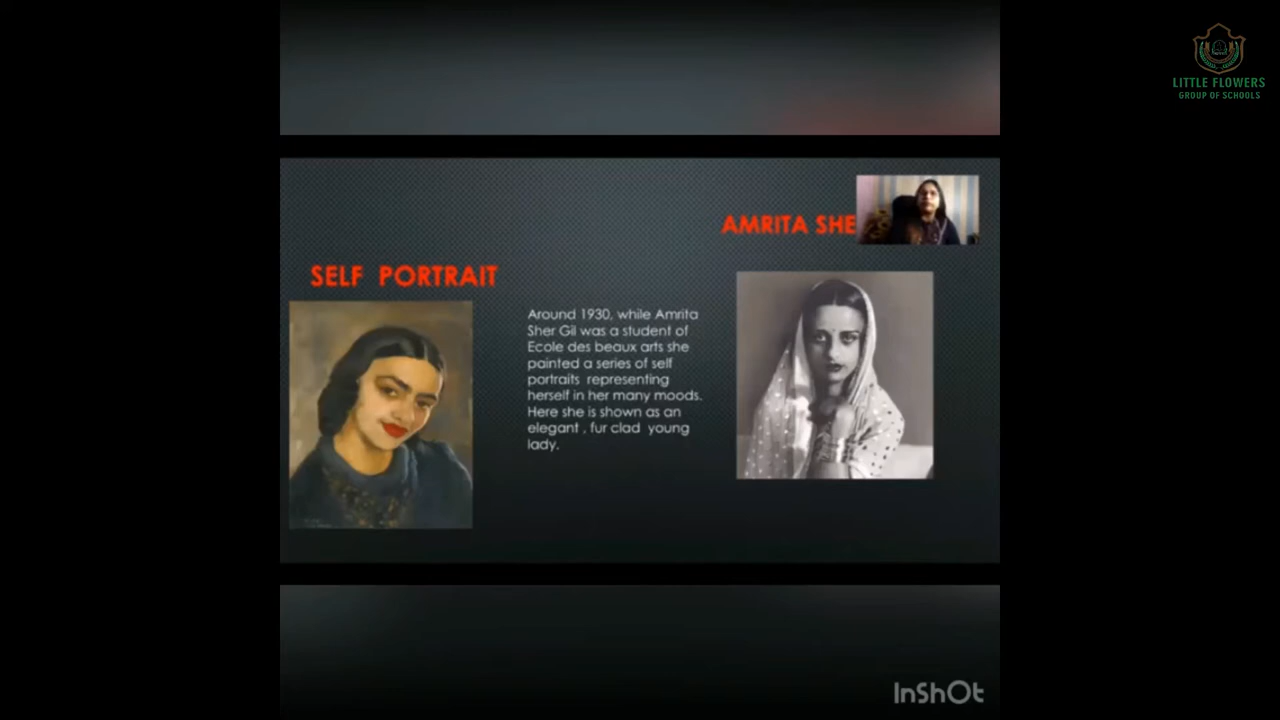 LITTLE FLOWERS
GROUP OF SCHOOLS
AMRITA SHE
SELF PORTRAIT
Around 1930, while Amrita
Sher Gil was a student of
Ecole des beaux arts she
painted a series of self
portraits representing
herself in her many moods.
Here she is shown as an
elegant , fur clad young
lady.
InShOt